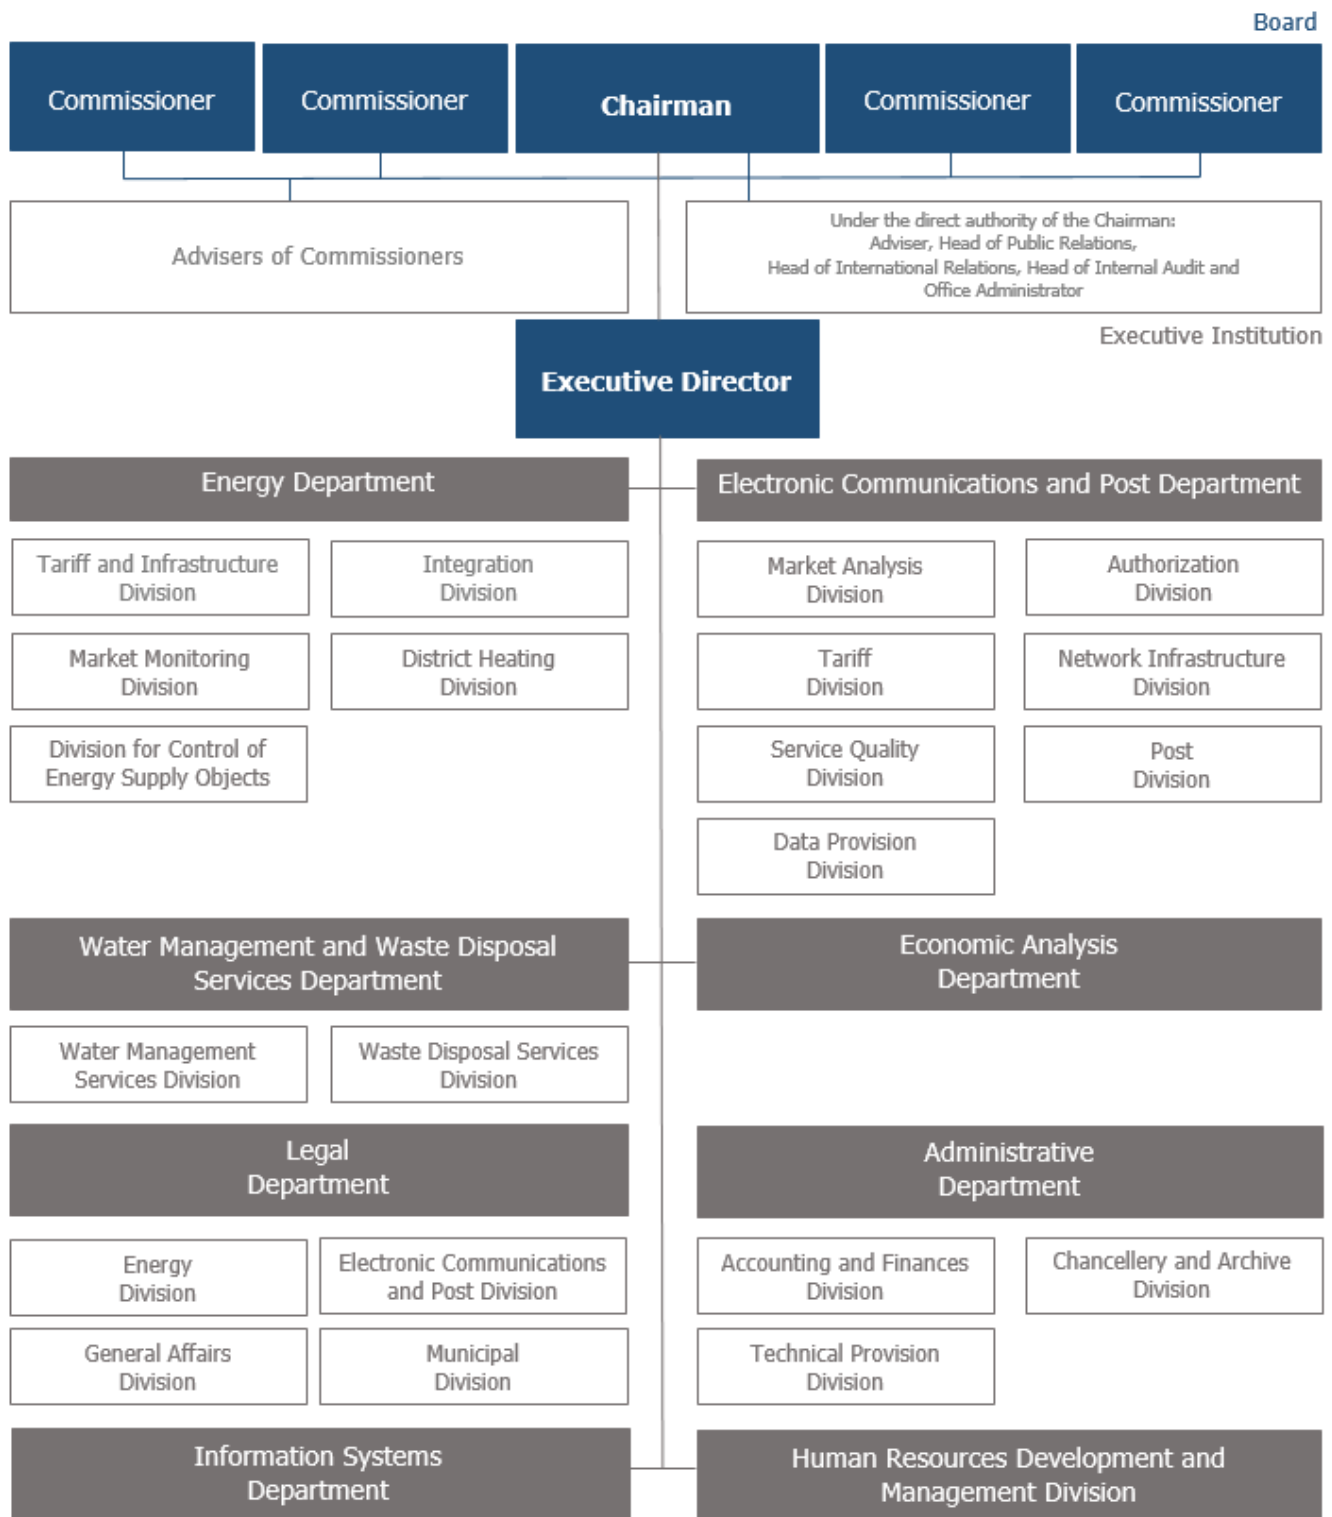 Board
Commissioner
Commissioner
Chairman
Commissioner
Commissioner
Advisers of Commissioners
Under the direct authority of the Chairman:
Adviser, Head of Public Relations,
Head of International Relations, Head of Internal Audit and
Office Administrator
Executive Institution
Executive Director
Energy Department
Electronic Communications and Post Department
Tariff and Infrastructure
Division
Integration
Division
Market Analysis
Division
Authorization
Division
Market Monitoring
Division
District Heating
Division
Tariff
Division
Network Infrastructure
Division
Division for Control of
Energy Supply Objects
Service Quality
Division
Post
Division
Data Provision
Division
Water Management and Waste Disposal
Services Department
Economic Analysis
Department
Water Management
Services Division
Waste Disposal Services
Division
Legal
Department
Administrative
Department
Energy
Division
Electronic Communications
and Post Division
Accounting and Finances
Division
Chancellery and Archive
Division
General Affairs
Division
Municipal
Division
Technical Provision
Division
Information Systems
Department
Human Resources Development and
Management Division